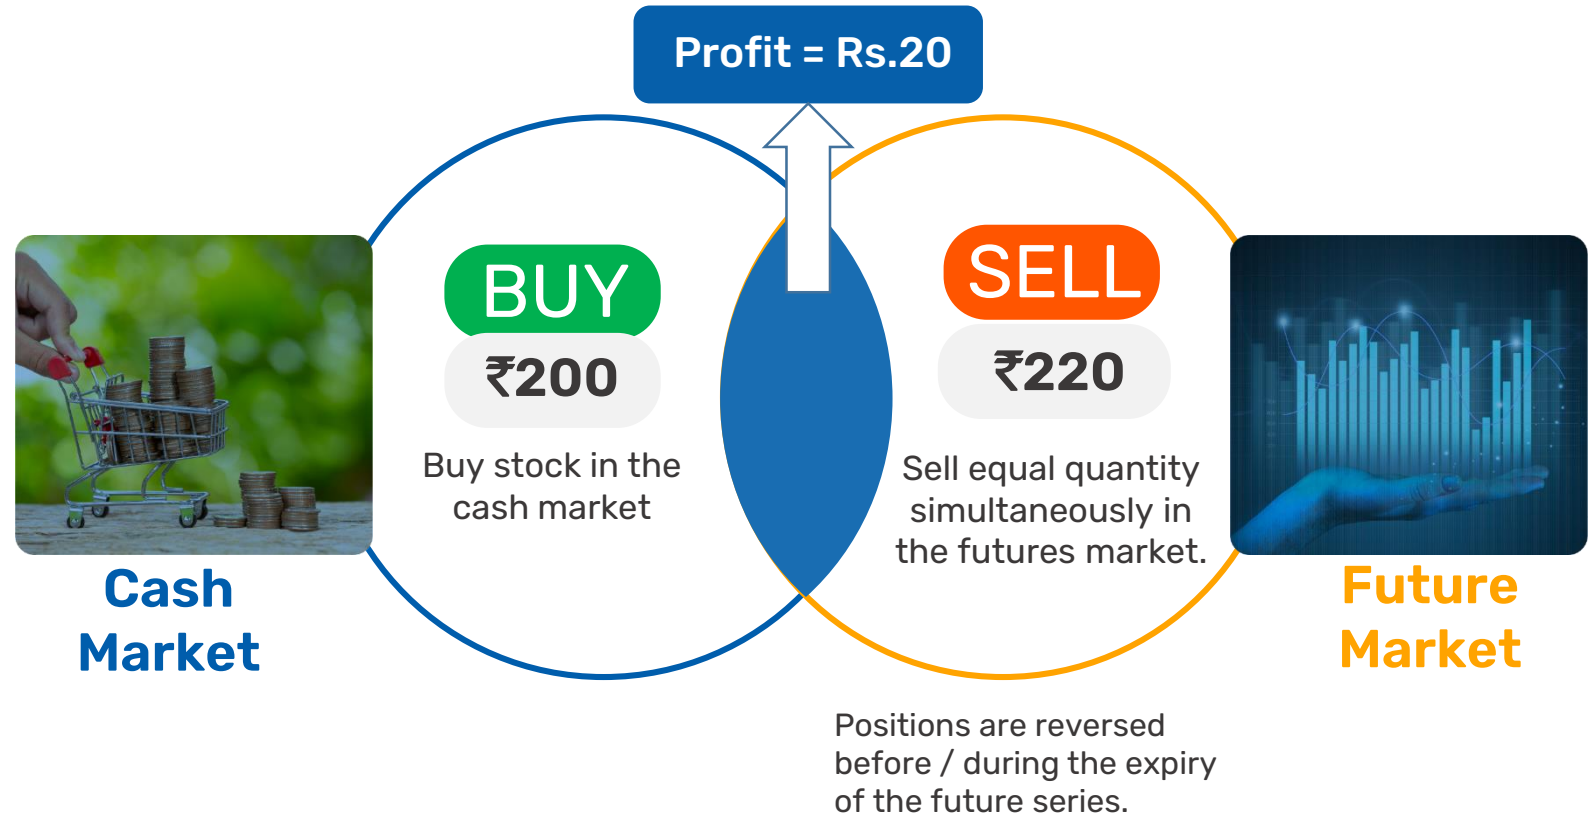 Profit = Rs.20
BUY
₹200
Buy stock in the
cash market
SELL
₹220
Sell equal quantity
simultaneously in
the futures market.
Cash
Market
Future
Market
Positions are reversed
before / during the expiry
of the future series.